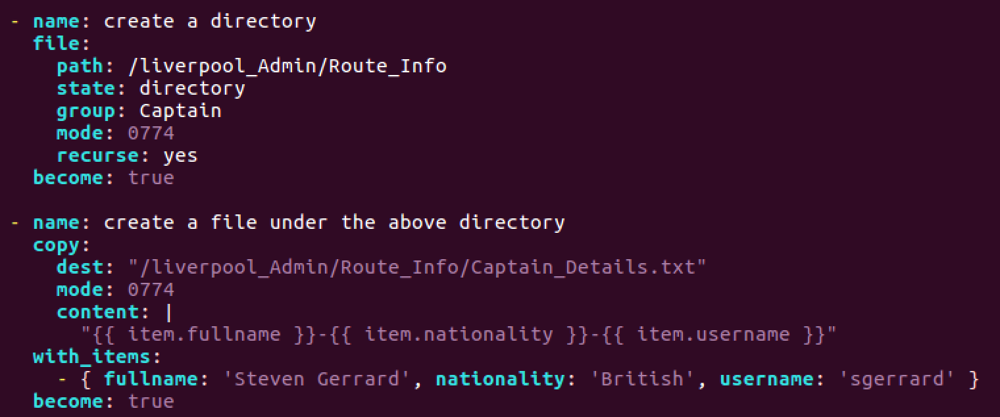 - name: create a directory
  file:
    path: /liverpool_Admin/Route_Info
    state: directory
    group: Captain
    mode: 0774
    recurse: yes
  become: true

- name: create a file under the above directory
  copy:
    dest: "/liverpool_Admin/Route_Info/Captain_Details.txt"
    mode: 0774
    content: |
      "{{ item.fullname }}-{{ item.nationality }}-{{ item.username }}"
  with_items:
    - { fullname: 'Steven Gerrard', nationality: 'British', username: 'sgerrard' }
  become: true